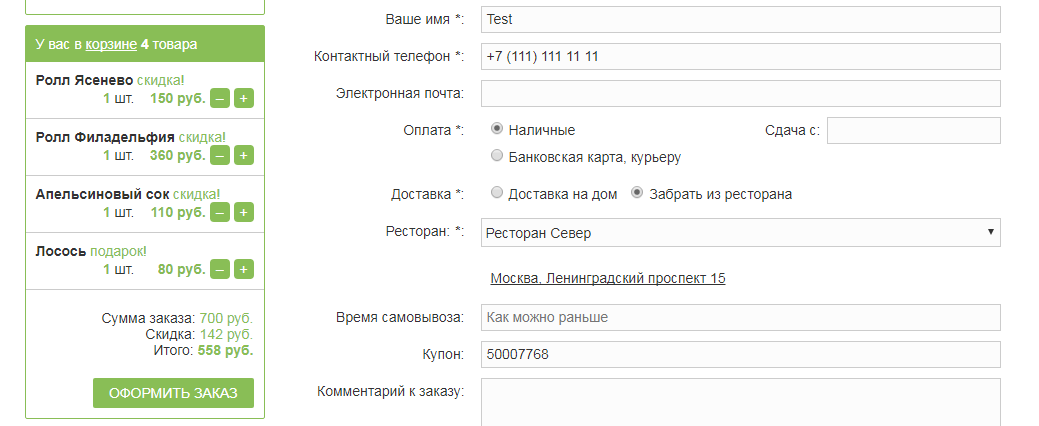 У вас в корзине 4 товара
Ролл Ясенево скидка!
1 шт. 150 руб. – +
Ролл Филадельфия скидка!
1 шт. 360 руб. – +
Апельсиновый сок скидка!
1 шт. 110 руб. – +
Лосось подарок!
1 шт. 80 руб. – +
Сумма заказа: 700 руб.
Скидка: 142 руб.
Итого: 558 руб.
ОФОРМИТЬ ЗАКАЗ
Ваше имя *: Test
Контактный телефон *: +7 (111) 111 11 11
Электронная почта:
Оплата *: Наличные Сдача с:
Банковская карта, курьеру
Доставка *: Доставка на дом Забрать из ресторана
Ресторан: *: Ресторан Север
Москва, Ленинградский проспект 15
Время самовывоза: Как можно раньше
Купон: 50007768
Комментарий к заказу: